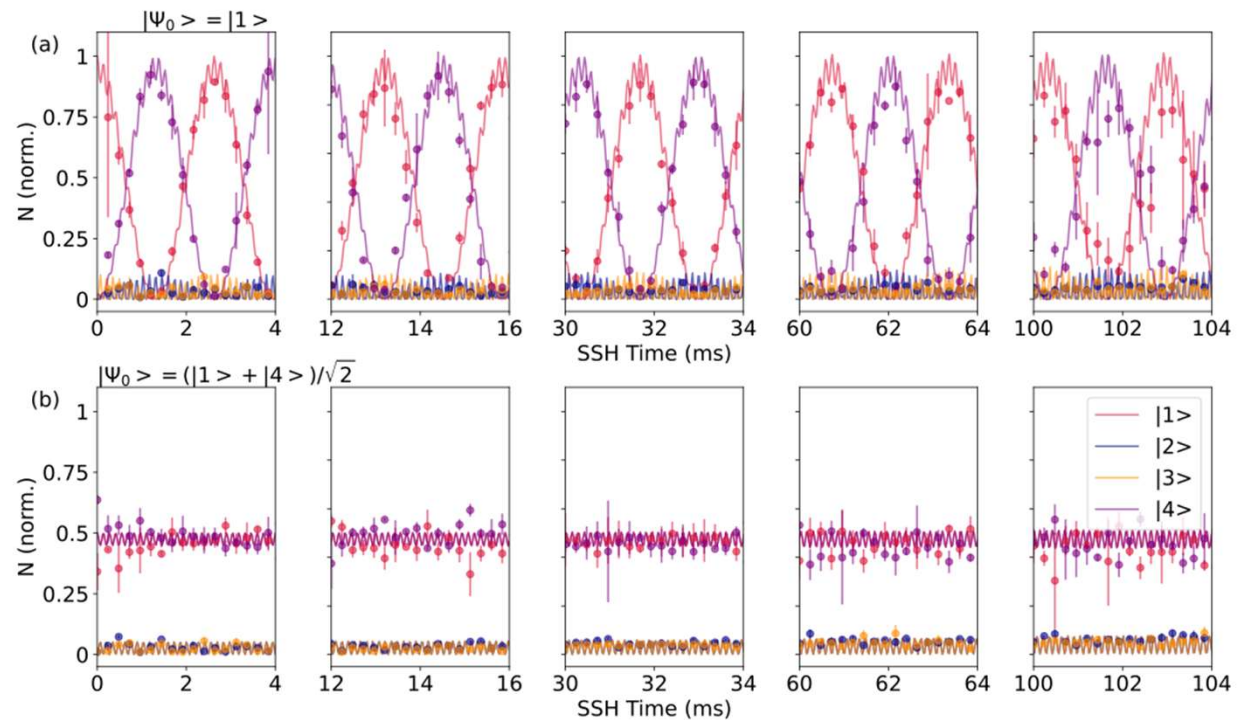 |Ψ₀ > = |1 >
(a)
N (norm.)
1
0.75
0.5
0.25
0
0 2 4 12 14 16 30 32 34 60 62 64 100 102 104
SSH Time (ms)
|Ψ₀ > = (|1 > + |4 >)/√2
(b)
N (norm.)
1
0.75
0.5
0.25
0
|1>
|2>
|3>
|4>
0 2 4 12 14 16 30 32 34 60 62 64 100 102 104
SSH Time (ms)